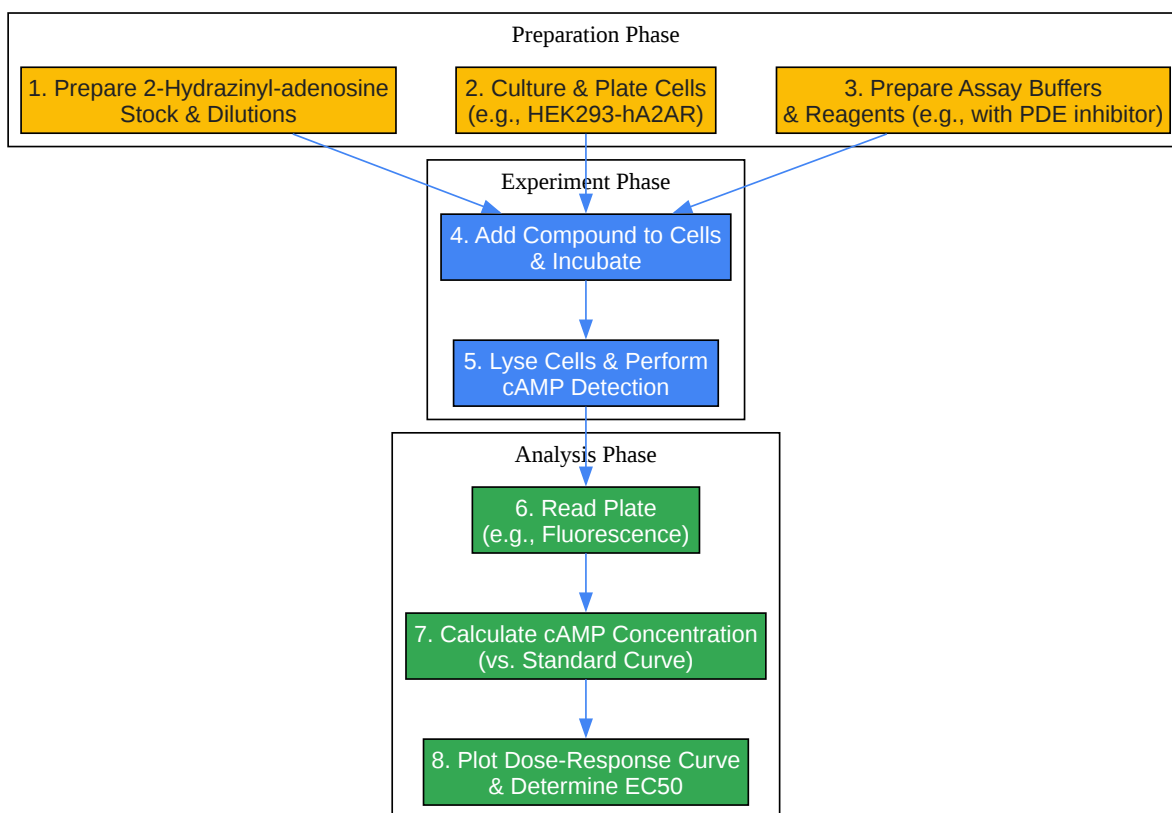 Preparation Phase
1. Prepare 2-Hydrazinyl-adenosine
Stock & Dilutions
2. Culture & Plate Cells
(e.g., HEK293-hA2AR)
3. Prepare Assay Buffers
& Reagents (e.g., with PDE inhibitor)
Experiment Phase
4. Add Compound to Cells
& Incubate
5. Lyse Cells & Perform
cAMP Detection
Analysis Phase
6. Read Plate
(e.g., Fluorescence)
7. Calculate cAMP Concentration
(vs. Standard Curve)
8. Plot Dose-Response Curve
& Determine EC50